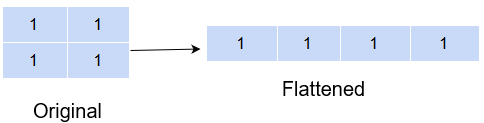 1 1
1 1
Original
1 1 1 1
Flattened